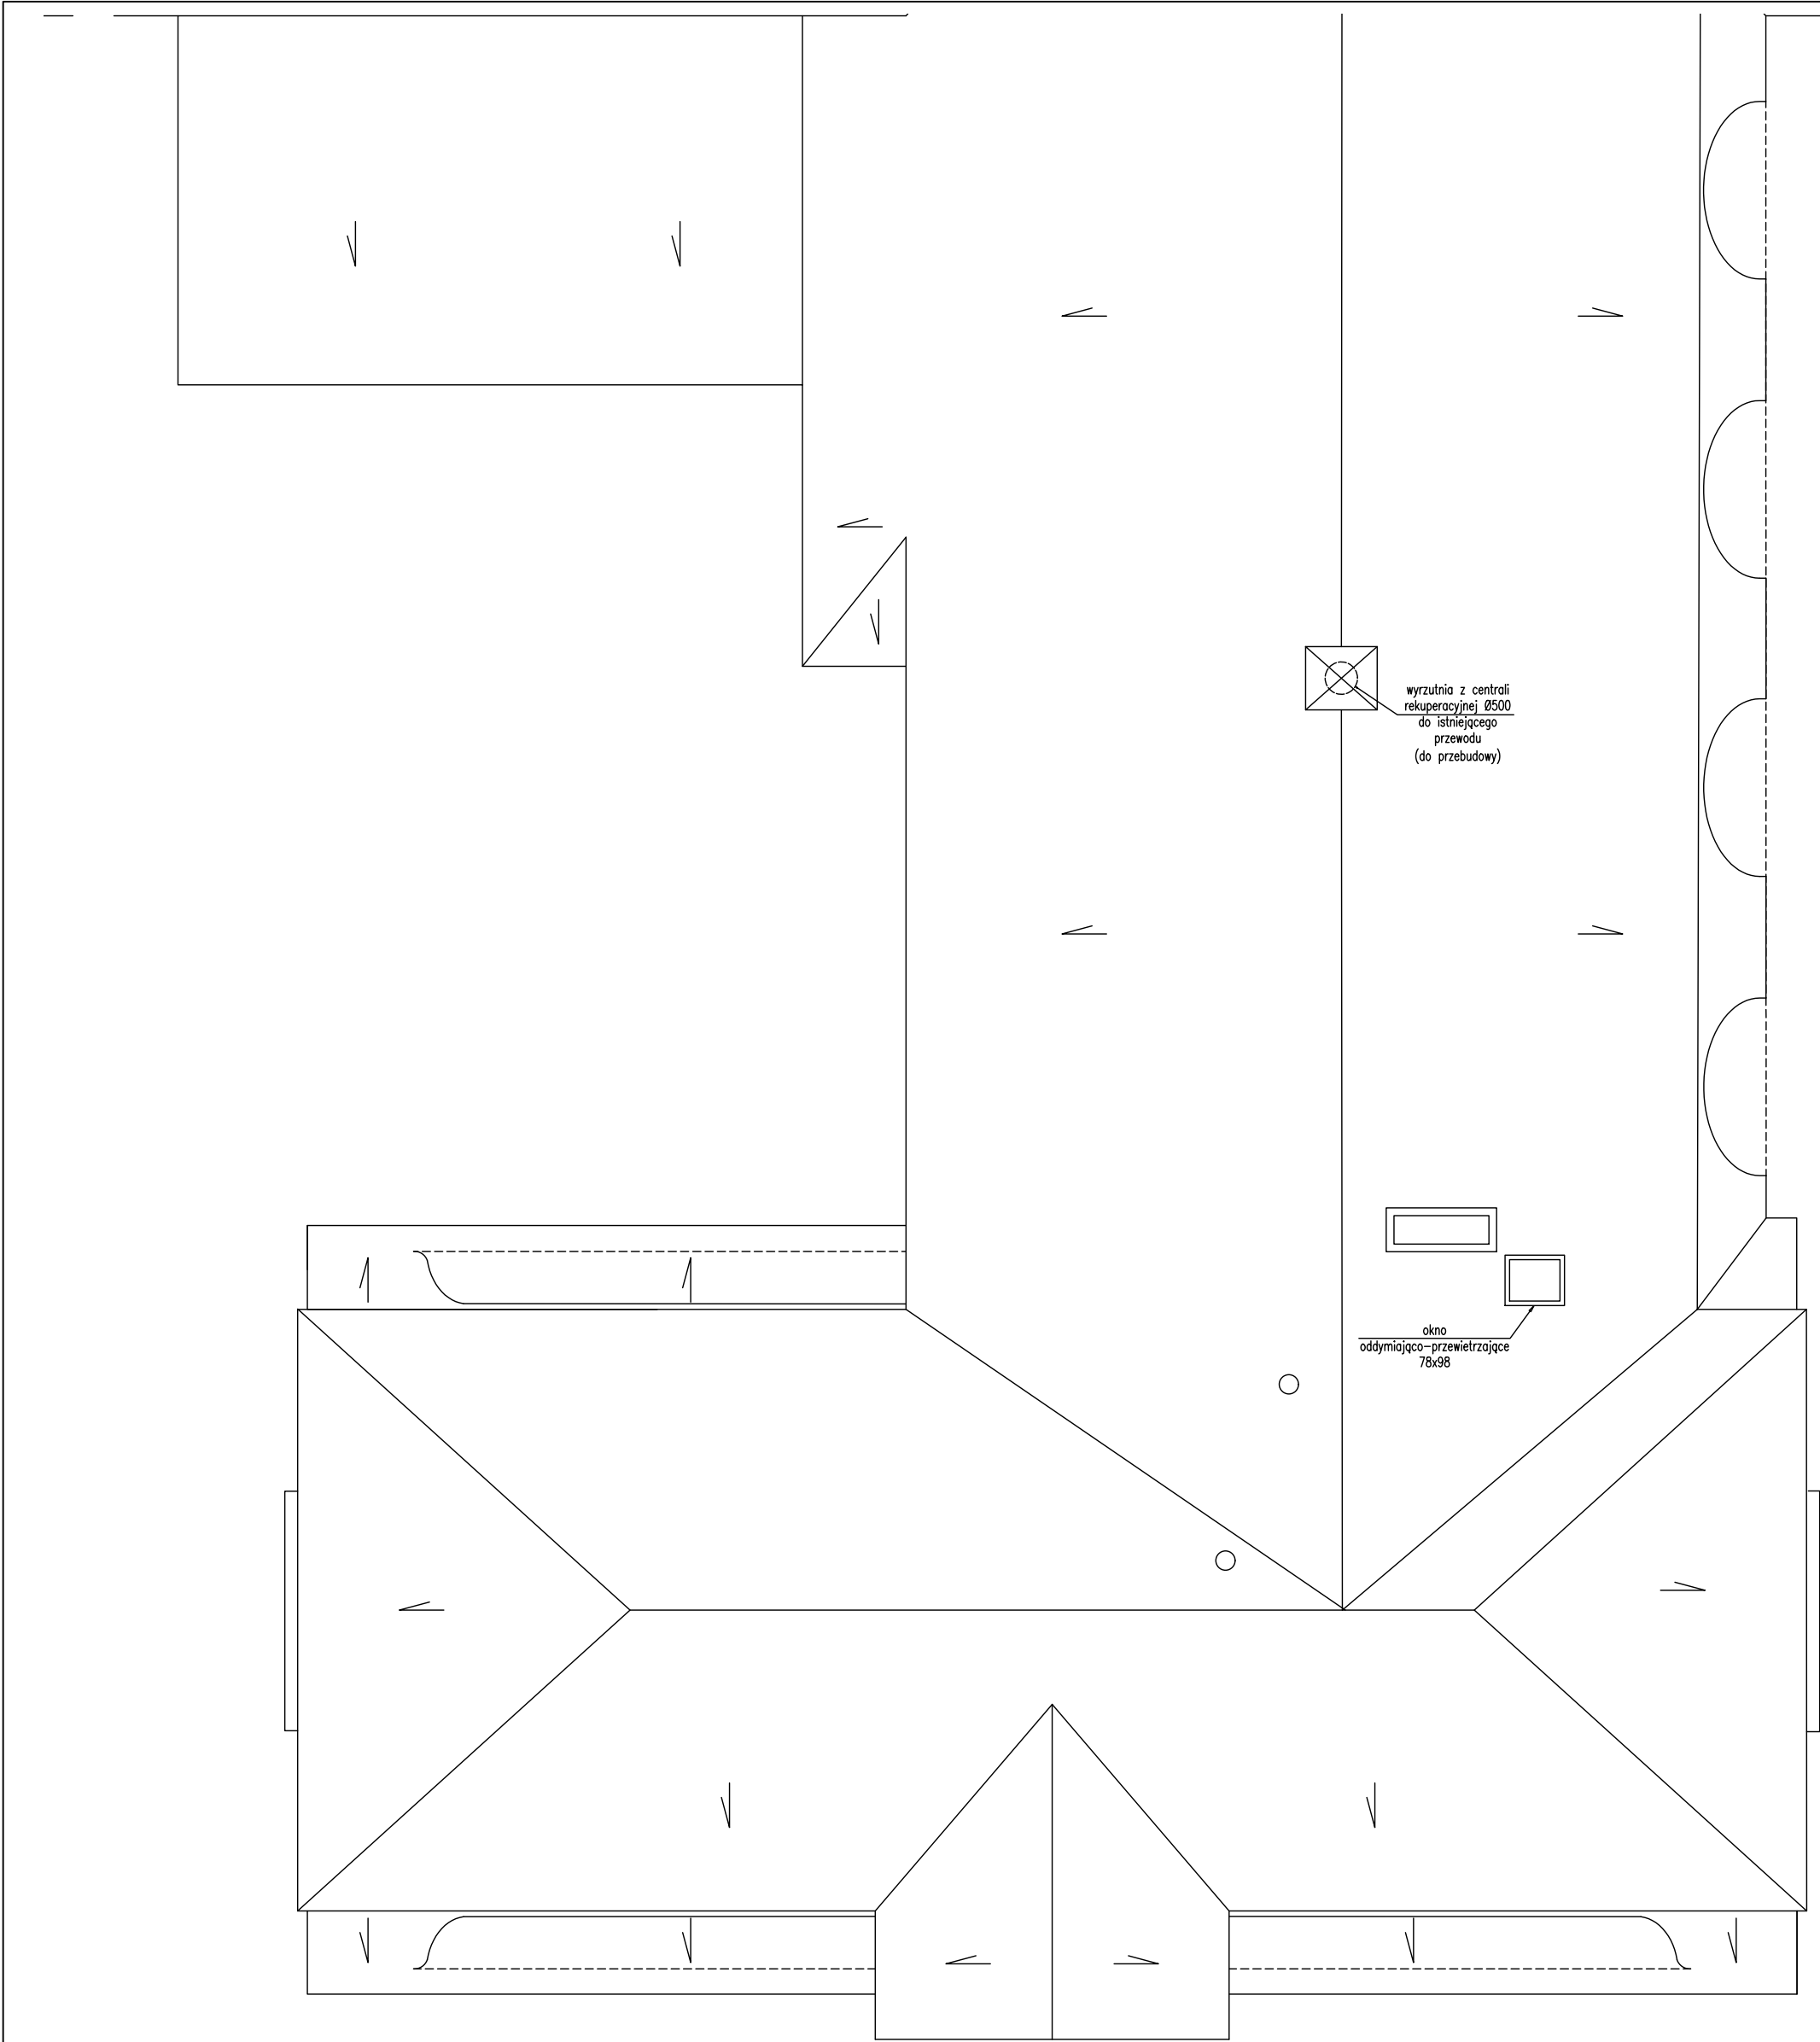 wyrzutnia z centrali
rekuperacyjnej Ø500
do istniejącego
przewodu
(do przebudowy)
okno
oddymiająco-przewietrzające
78x98